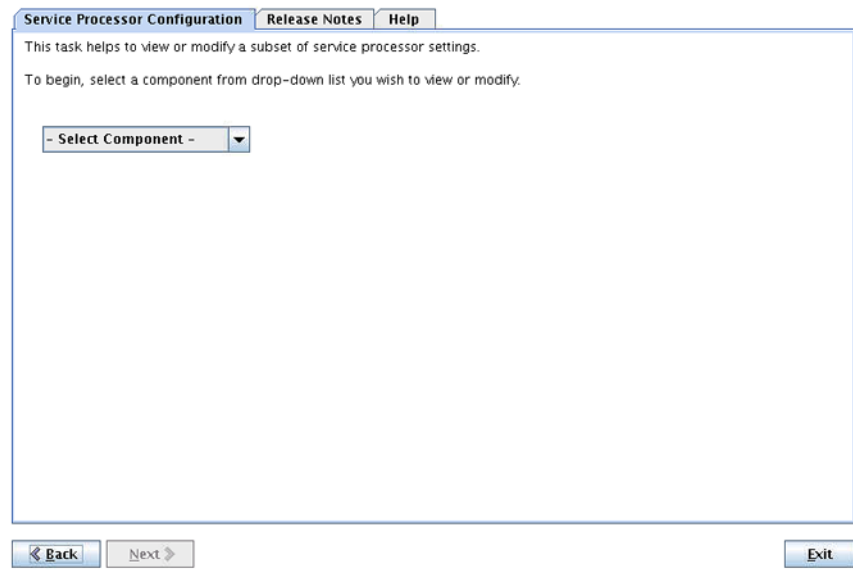 Service Processor Configuration Release Notes Help
This task helps to view or modify a subset of service processor settings.
To begin, select a component from drop-down list you wish to view or modify.
- Select Component -
Back Next Exit